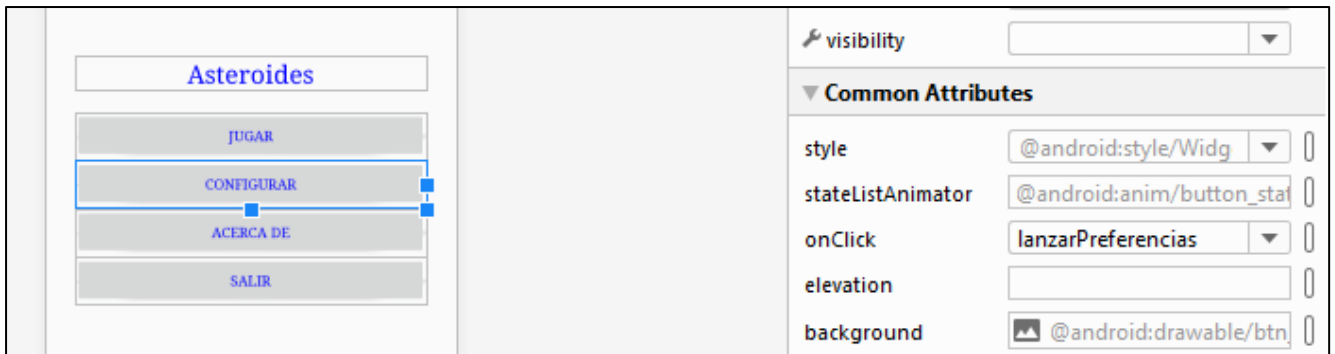 Asteroides
JUGAR
CONFIGURAR
ACERCA DE
SALIR
visibility
Common Attributes
style @android:style/Widg
stateListAnimator @android:anim/button_stat
onClick lanzarPreferencias
elevation
background @android:drawable/btn_